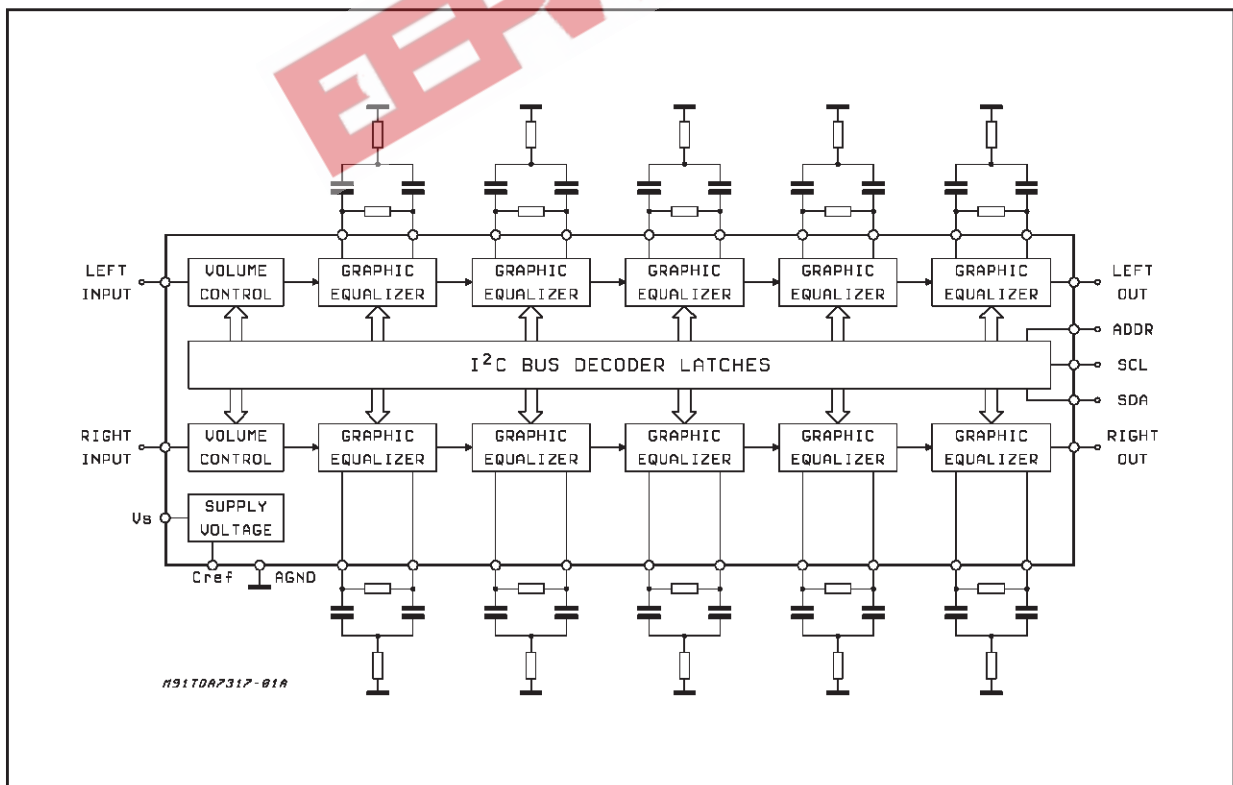 LEFT INPUT
VOLUME CONTROL
GRAPHIC EQUALIZER
GRAPHIC EQUALIZER
GRAPHIC EQUALIZER
GRAPHIC EQUALIZER
GRAPHIC EQUALIZER
LEFT OUT
ADDR
I²C BUS DECODER LATCHES
SCL
SDA
RIGHT INPUT
VOLUME CONTROL
GRAPHIC EQUALIZER
GRAPHIC EQUALIZER
GRAPHIC EQUALIZER
GRAPHIC EQUALIZER
GRAPHIC EQUALIZER
RIGHT OUT
Vs
SUPPLY VOLTAGE
Cref
AGND
M91TDA7317-01A